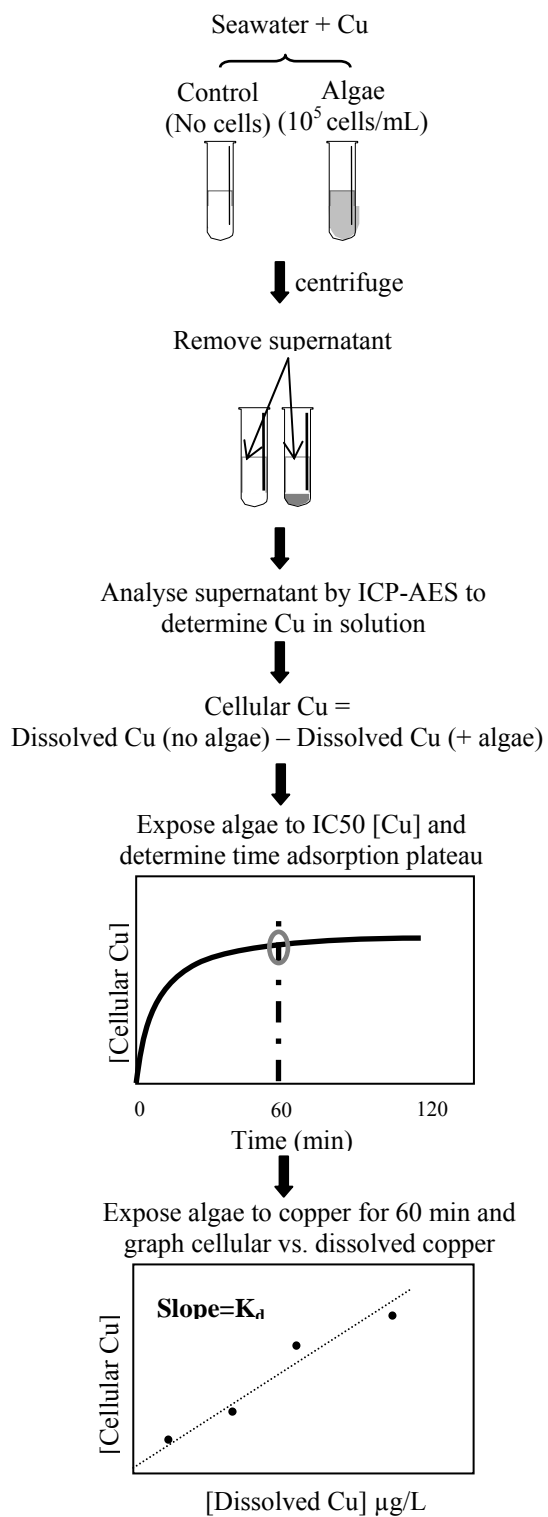 Seawater + Cu
Control
(No cells)
Algae
(10⁵ cells/mL)
centrifuge
Remove supernatant
Analyse supernatant by ICP-AES to
determine Cu in solution
Cellular Cu =
Dissolved Cu (no algae) – Dissolved Cu (+ algae)
Expose algae to IC50 [Cu] and
determine time adsorption plateau
[Cellular Cu]
0 60 120
Time (min)
Expose algae to copper for 60 min and
graph cellular vs. dissolved copper
Slope=K_d
[Cellular Cu]
[Dissolved Cu] µg/L